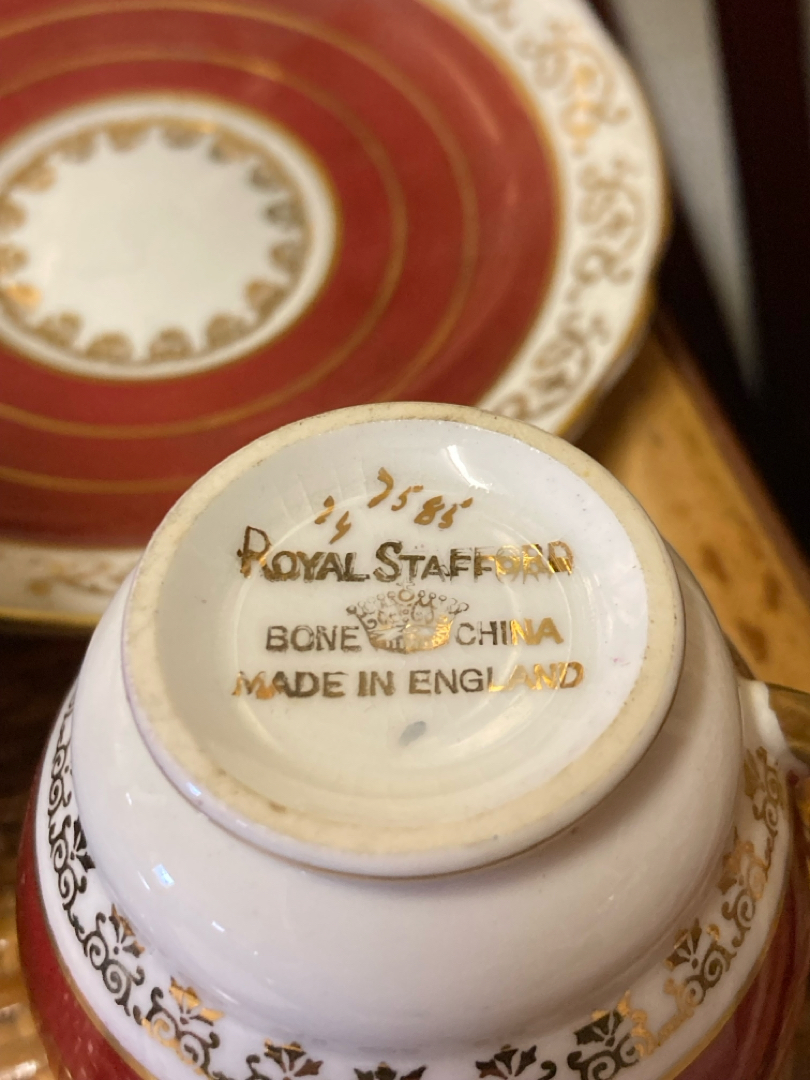 7585
ROYAL STAFFORD
BONE CHINA
MADE IN ENGLAND